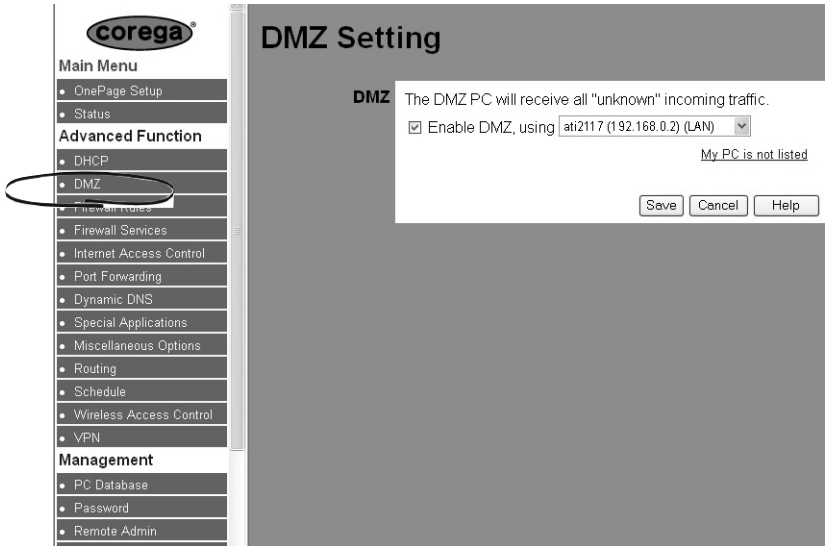 corega
Main Menu
OnePage Setup
Status
Advanced Function
DHCP
DMZ
Firewall Rules
Firewall Services
Internet Access Control
Port Forwarding
Dynamic DNS
Special Applications
Miscellaneous Options
Routing
Schedule
Wireless Access Control
VPN
Management
PC Database
Password
Remote Admin
DMZ Setting
DMZ
The DMZ PC will receive all "unknown" incoming traffic.
Enable DMZ, using ati2117 (192.168.0.2) (LAN)
My PC is not listed
Save Cancel Help